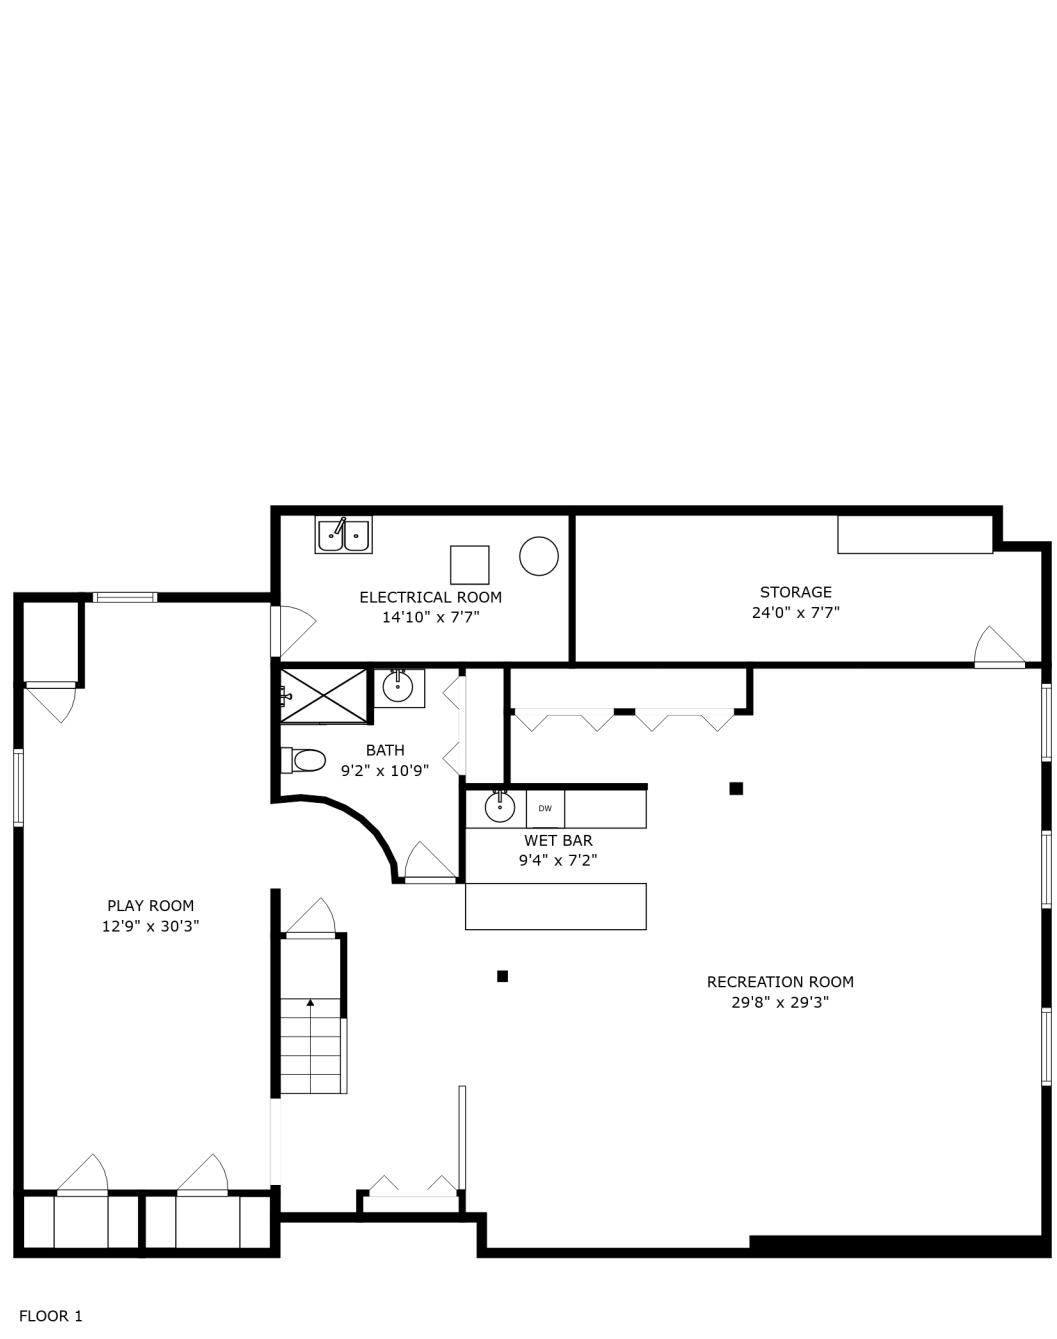 ELECTRICAL ROOM
14'10" x 7'7"
STORAGE
24'0" x 7'7"
BATH
9'2" x 10'9"
DW
WET BAR
9'4" x 7'2"
PLAY ROOM
12'9" x 30'3"
RECREATION ROOM
29'8" x 29'3"
FLOOR 1